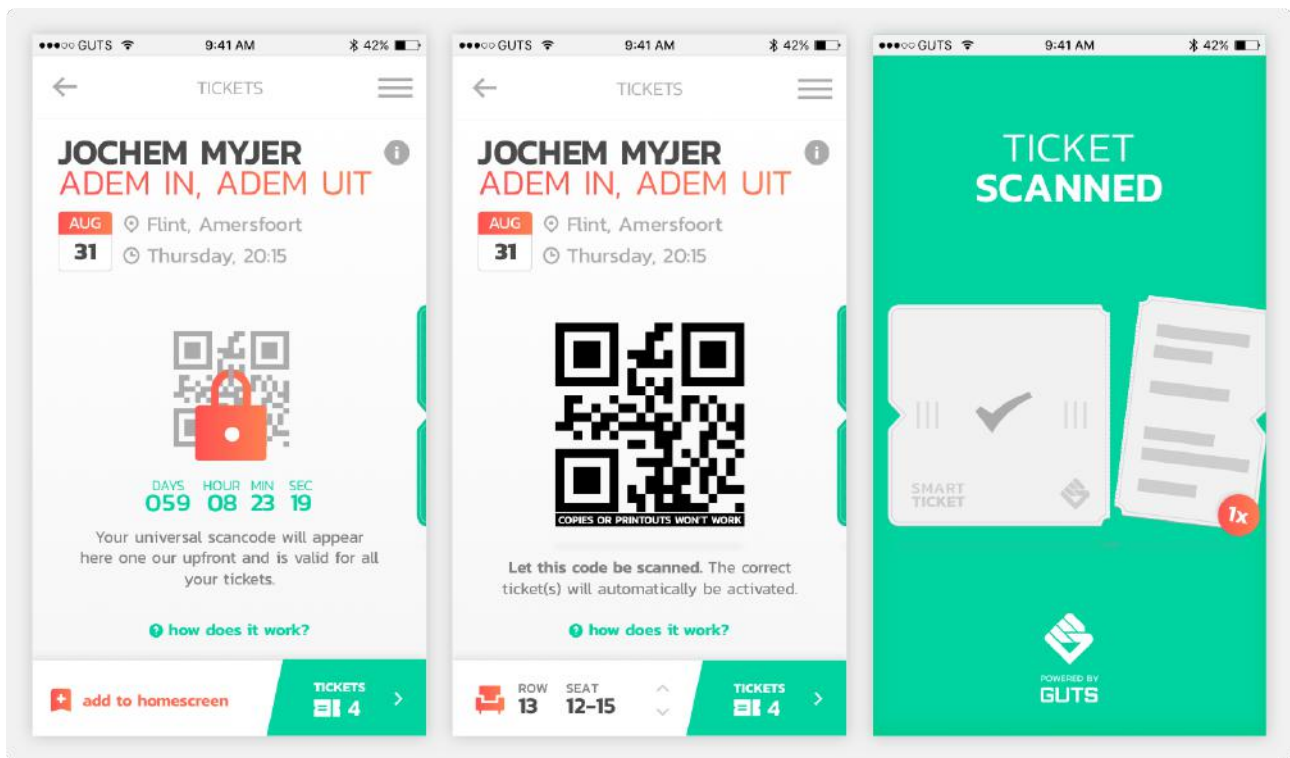 GUTS 9:41 AM 42%
TICKETS
JOCHEM MYJER
ADEM IN, ADEM UIT
AUG
31
Flint, Amersfoort
Thursday, 20:15
DAYS HOUR MIN SEC
059 08 23 19
Your universal scancode will appear
here one our upfront and is valid for all
your tickets.
how does it work?
add to homescreen
TICKETS
4
GUTS 9:41 AM 42%
TICKETS
JOCHEM MYJER
ADEM IN, ADEM UIT
AUG
31
Flint, Amersfoort
Thursday, 20:15
COPIES OR PRINTOUTS WON'T WORK
Let this code be scanned. The correct
ticket(s) will automatically be activated.
how does it work?
ROW SEAT
13 12-15
TICKETS
4
GUTS 9:41 AM 42%
TICKET
SCANNED
SMART
TICKET
1x
POWERED BY
GUTS